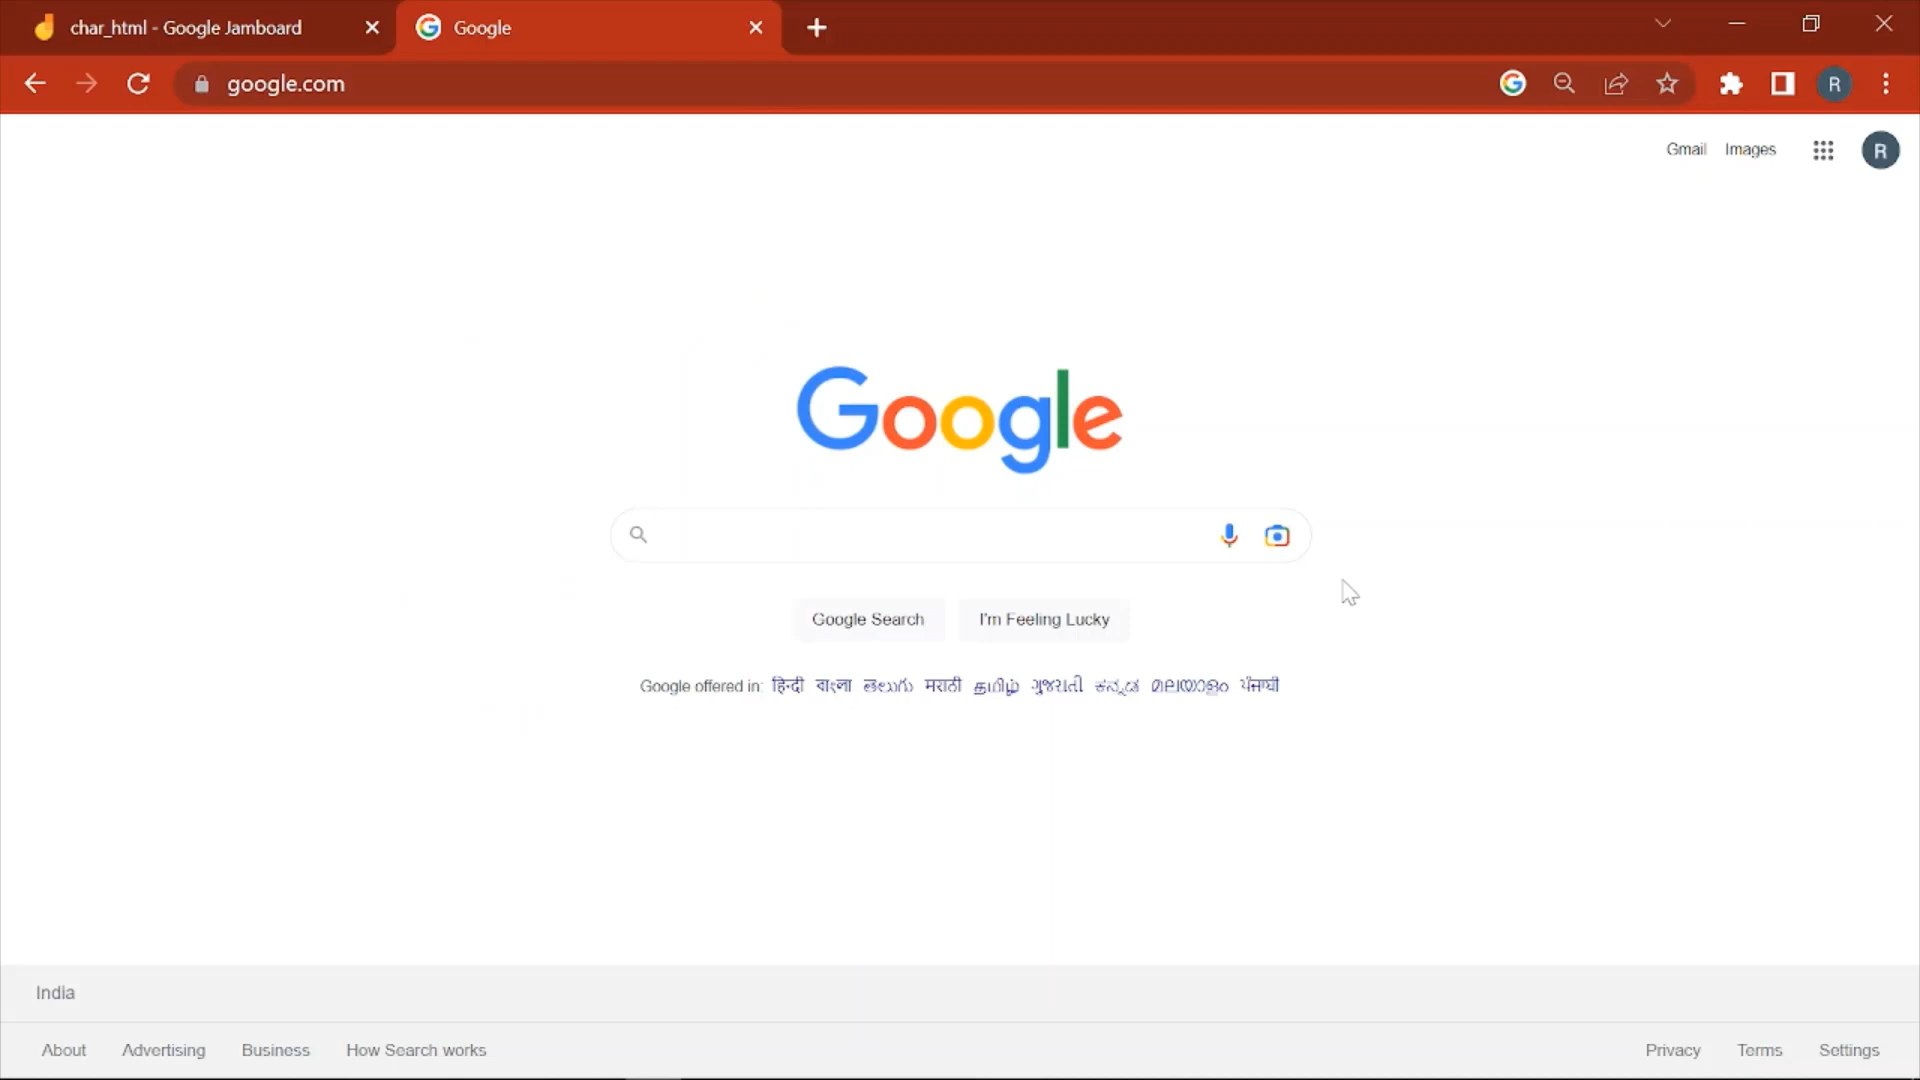 char_html - Google Jamboard
Google
google.com
R
Gmail Images
R
Google
Google Search I'm Feeling Lucky
Google offered in: हिन्दी বাংলা తెలుగు मराठी தமிழ் ગુજરાતી ಕನ್ನಡ മലയാളം ਪੰਜਾਬੀ
India
About Advertising Business How Search works Privacy Terms Settings